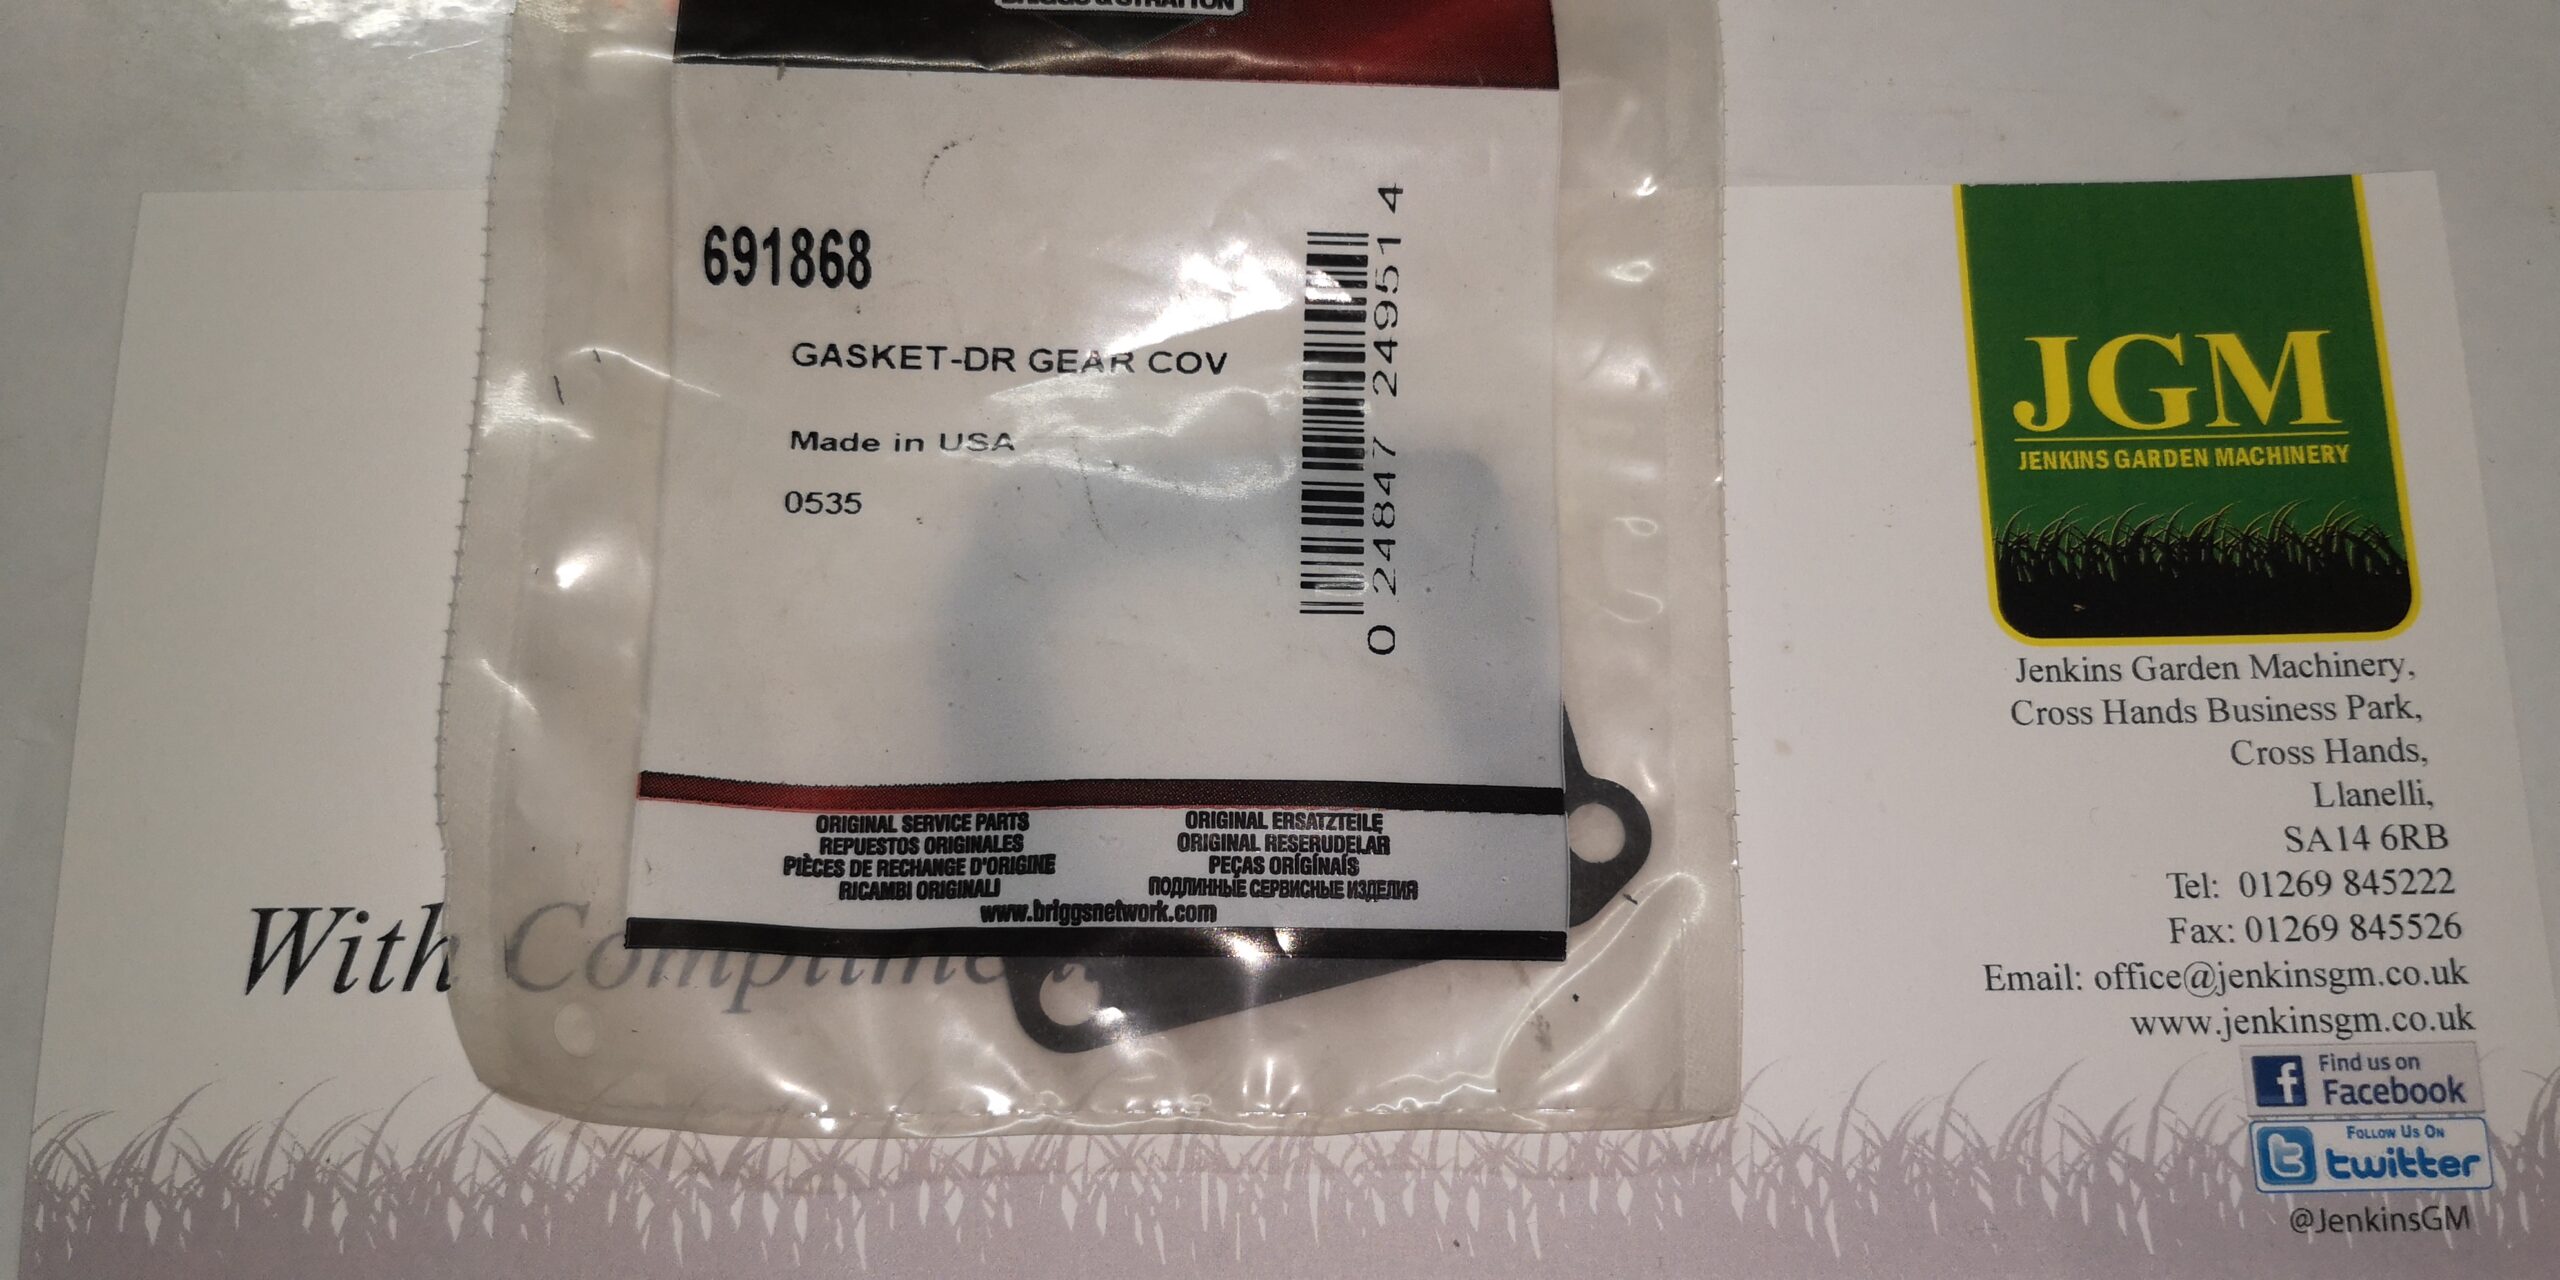 BRIGGS & STRATTON
691868
GASKET-DR GEAR COV
Made in USA
0535
0 24847 24951 4
ORIGINAL SERVICE PARTS
REPUESTOS ORIGINALES
PIÈCES DE RECHANGE D'ORIGINE
RICAMBI ORIGINALI
ORIGINAL ERSATZTEILE
ORIGINAL RESERUDELAR
PEÇAS ORÍGÍNAÍS
ПОДЛИННЫЕ СЕРВИСНЫЕ ИЗДЕЛИЯ
www.briggsnetwork.com
With Compliment
JGM
JENKINS GARDEN MACHINERY
Jenkins Garden Machinery,
Cross Hands Business Park,
Cross Hands,
Llanelli,
SA14 6RB
Tel: 01269 845222
Fax: 01269 845526
Email: office@jenkinsgm.co.uk
www.jenkinsgm.co.uk
Find us on
Facebook
FOLLOW US ON
twitter
@JenkinsGM